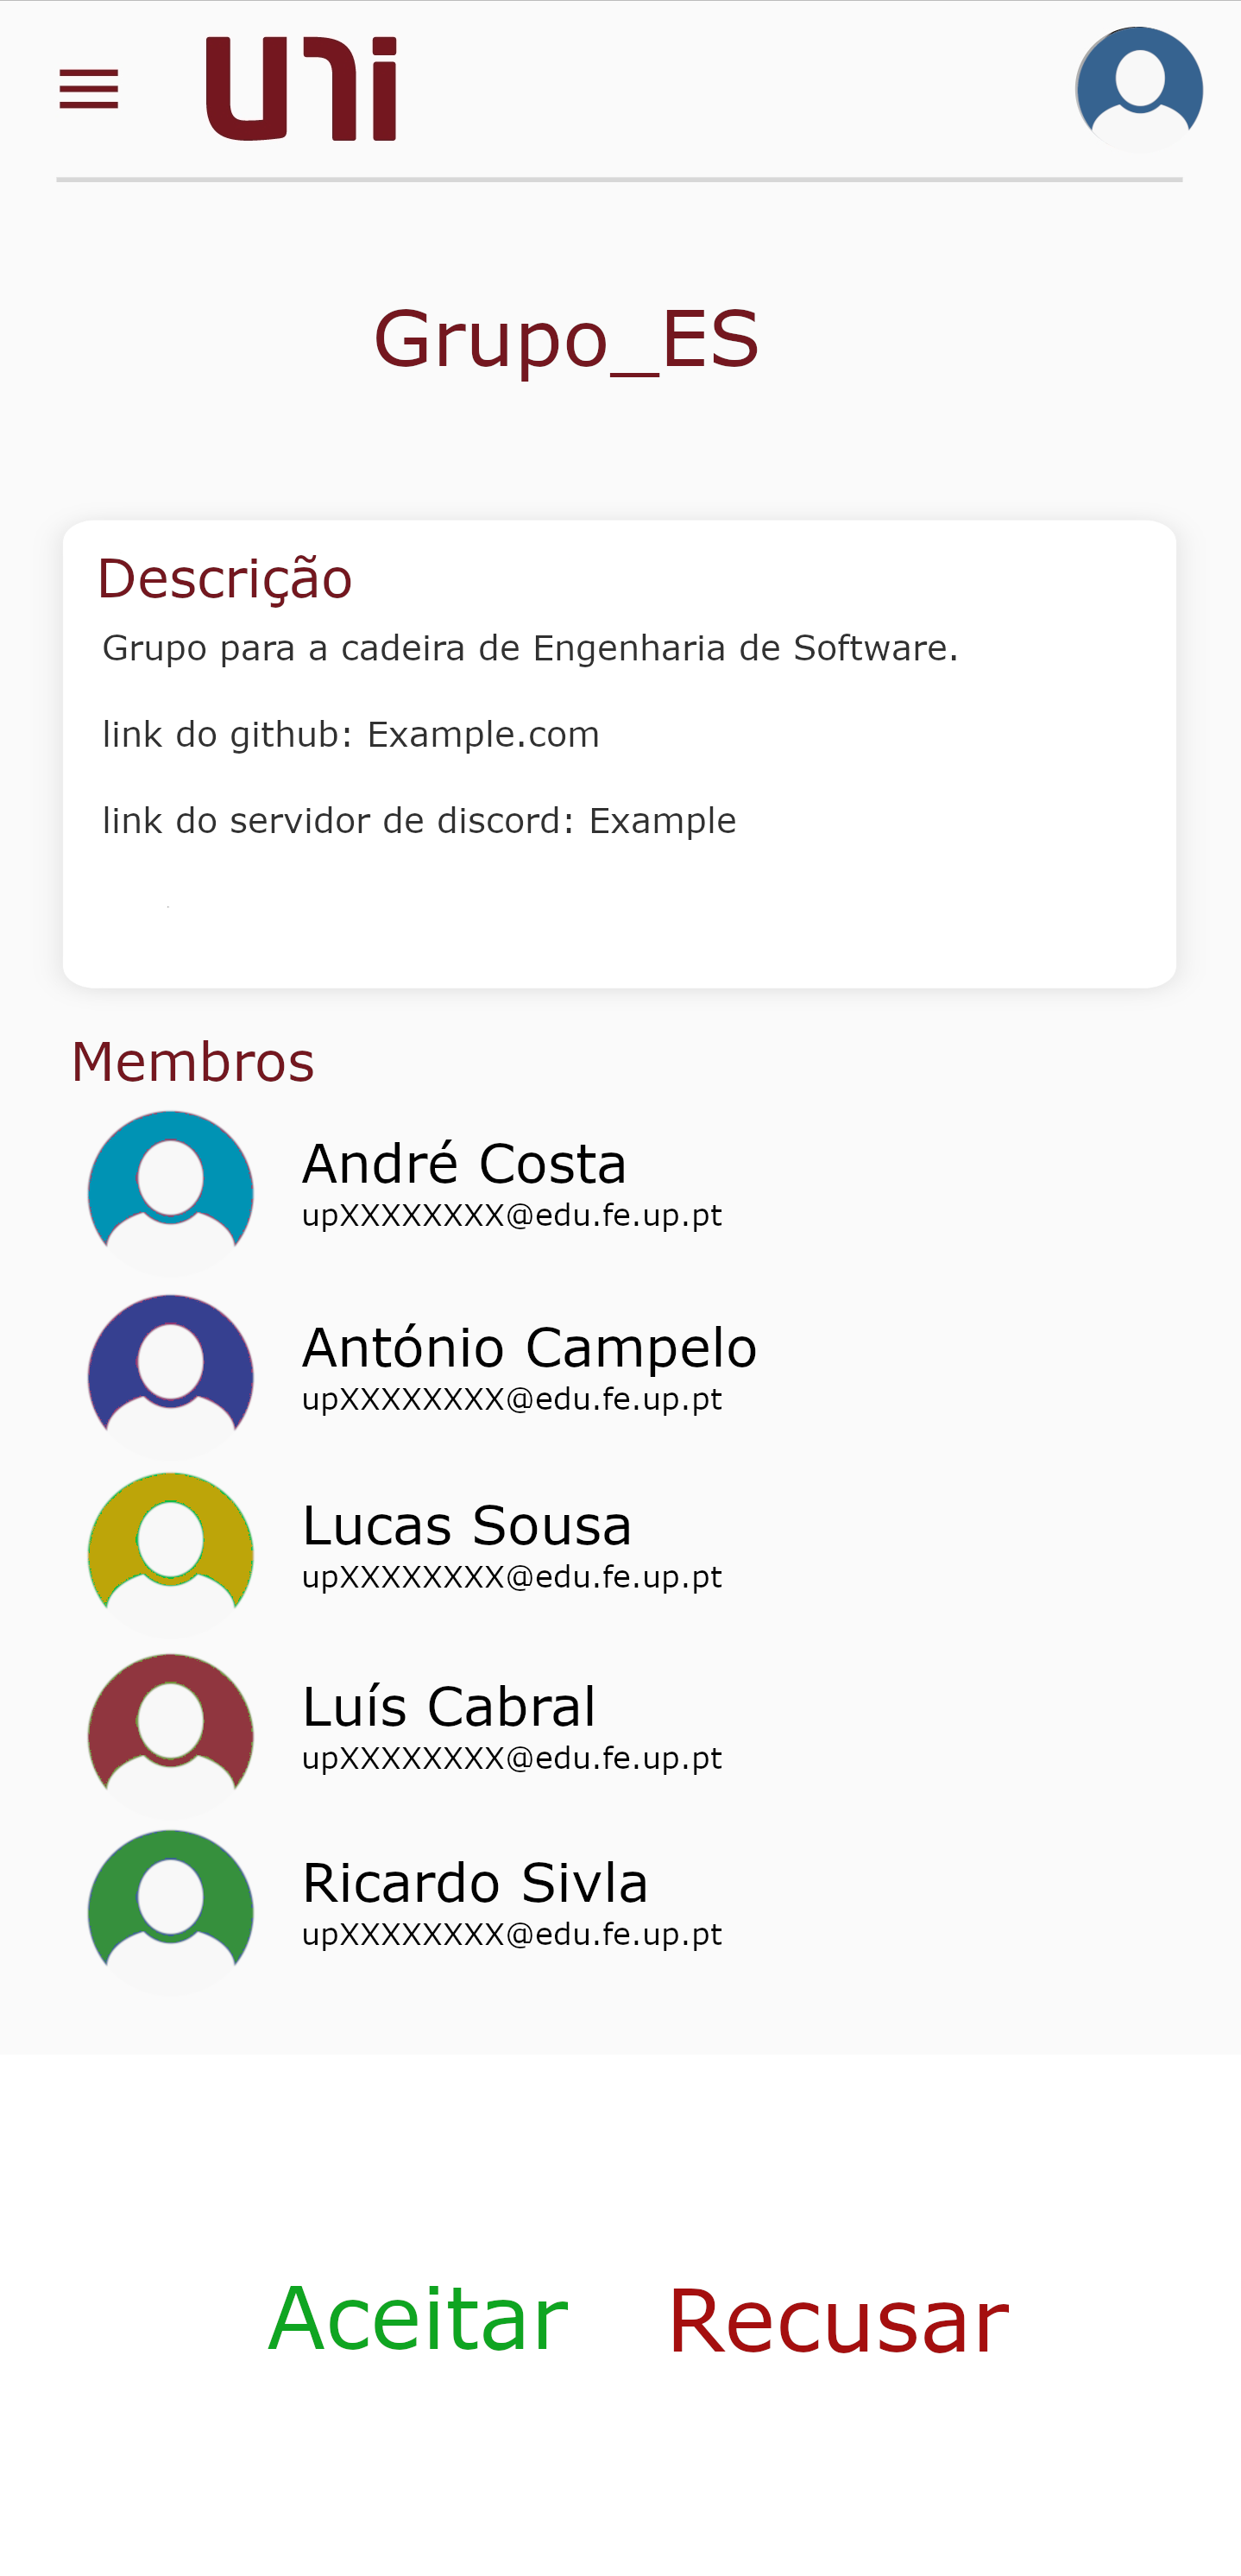 uni
Grupo_ES
Descrição
Grupo para a cadeira de Engenharia de Software.
link do github: Example.com
link do servidor de discord: Example
Membros
André Costa
upXXXXXXXX@edu.fe.up.pt
António Campelo
upXXXXXXXX@edu.fe.up.pt
Lucas Sousa
upXXXXXXXX@edu.fe.up.pt
Luís Cabral
upXXXXXXXX@edu.fe.up.pt
Ricardo Sivla
upXXXXXXXX@edu.fe.up.pt
Aceitar Recusar